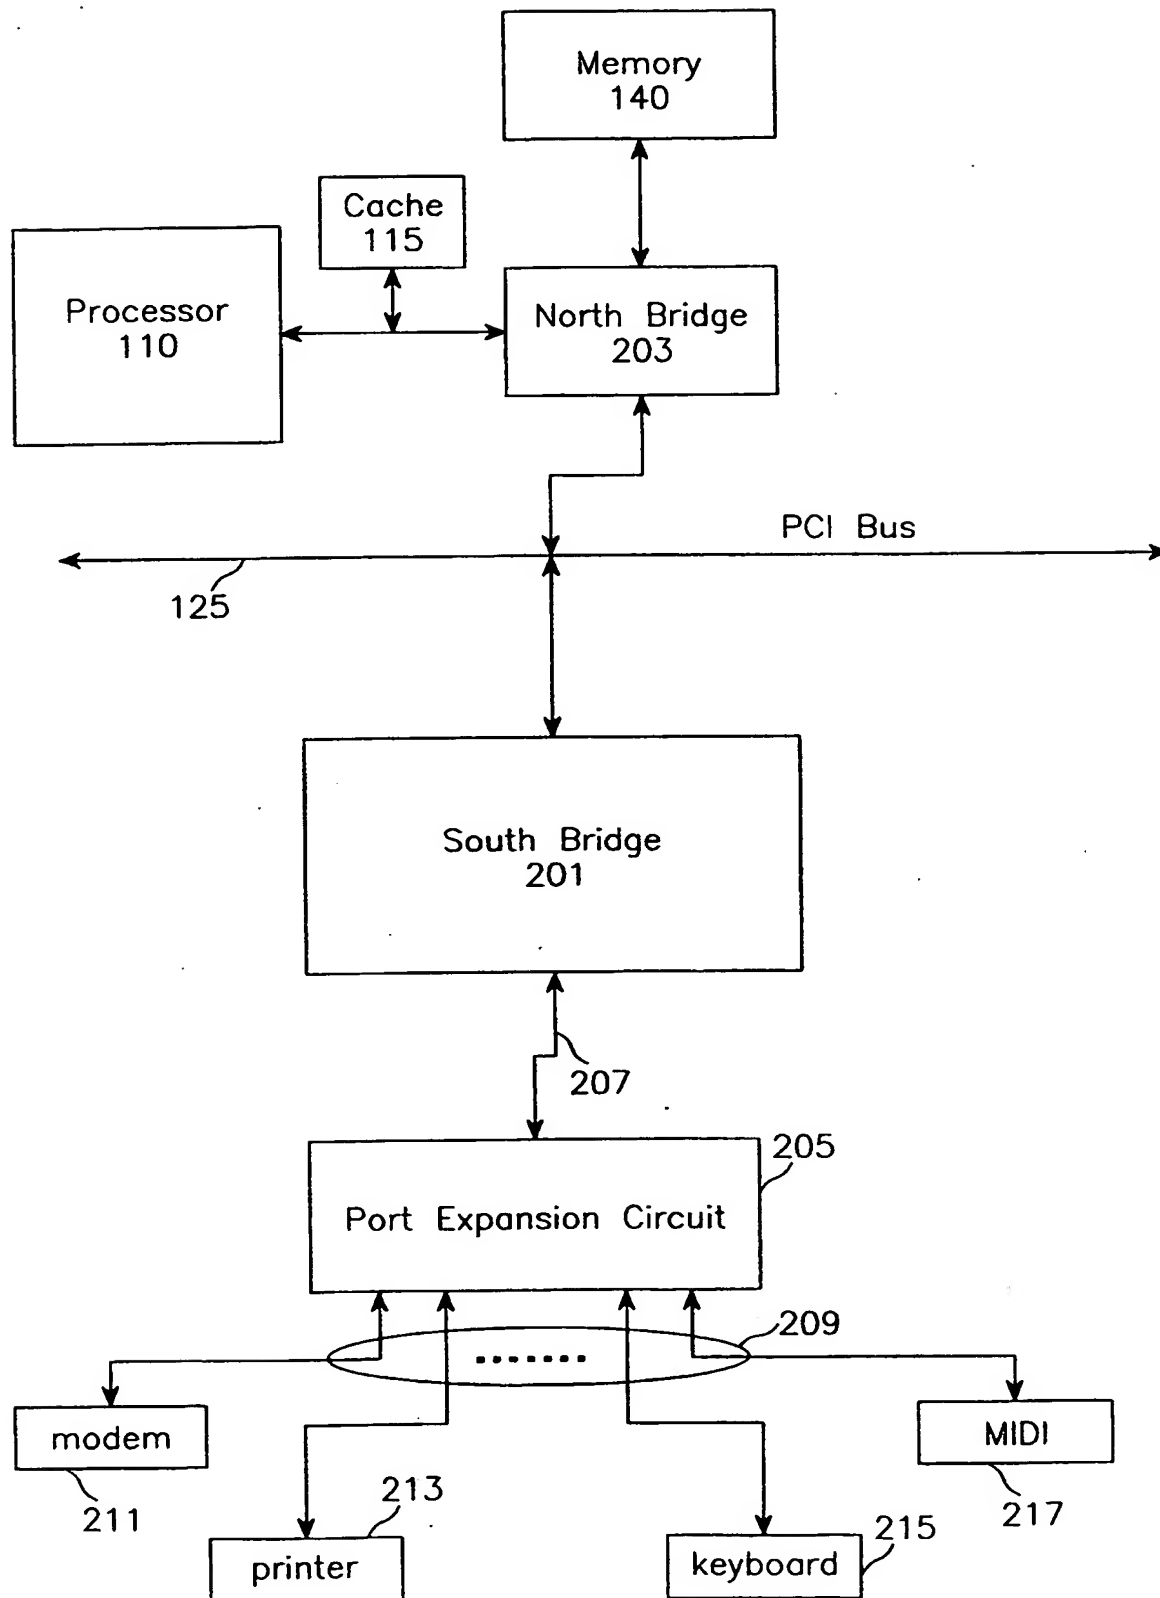 Memory
140
Cache
115
Processor
110
North Bridge
203
PCI Bus
125
South Bridge
201
207
205
Port Expansion Circuit
209
modem
MIDI
211
213
217
215
printer
keyboard